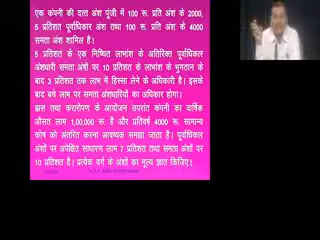 एक कंपनी की दत्त अंश पूंजी में 100 रू. प्रति अंश के 2000,
5 प्रतिशत पूर्वाधिकार अंश तथा 100 रू. प्रति अंश के 4000
समता अंश शामिल है।
5 प्रतिशत के एक निश्चित लाभांश के अतिरिक्त पूर्वाधिकार
अंशधारी समता अंशों पर 10 प्रतिशत के लाभांश के भुगतान के
बाद 3 प्रतिशत तक लाभ में हिस्सा लेने के अधिकारी है। इसके
बाद बचे लाभ पर समता अंशधारियों का अधिकार होगा।
ह्रास तथा करारोपण के आयोजन उपरांत कंपनी का वार्षिक
औसत लाभ 1,00,000 रू. है और प्रतिवर्ष 4000 रू. सामान्य
कोष को अंतरित करना आवष्यक समझा जाता है। पूर्वाधिकार
अंशों पर अपेक्षित साधारण लाभ 7 प्रतिशत तथा समता अंशों पर
10 प्रतिशत है। प्रत्येक वर्ग के अंशों का मूल्य ज्ञात किजिए।